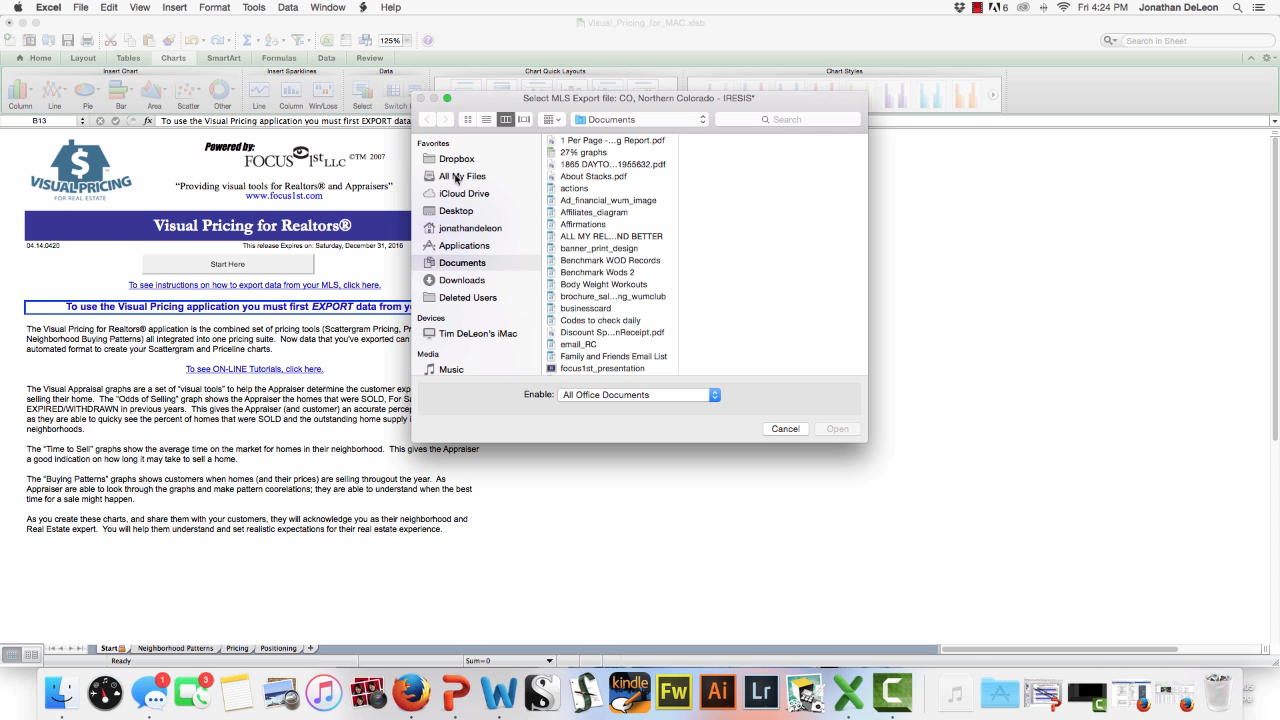 Excel File Edit View Insert Format Tools Data Window Help 6 Fri 4:24 PM Jonathan DeLeon
Visual_Pricing_for_MAC.xlsb
125% Search in Sheet
Home Layout Tables Charts SmartArt Formulas Data Review
Insert Chart Insert Sparklines Data Chart Quick Layouts Chart Styles
Column Line Pie Bar Area Scatter Other Line Column Win/Loss Select Switch
B13 fx To use the Visual Pricing application you must first EXPORT data
Powered by: FOCUS1st LLC ©TM 2007
VISUAL PRICING
FOR REAL ESTATE
“Providing visual tools for Realtors® and Appraisers”
www.focus1st.com
Visual Pricing for Realtors®
04.14.0420 This release Expires on: Saturday, December 31, 2016
Start Here
To see instructions on how to export data from your MLS, click here.
To use the Visual Pricing application you must first EXPORT data from y
The Visual Pricing for Realtors® application is the combined set of pricing tools (Scattergram Pricing, Pr
Neighborhood Buying Patterns) all integrated into one pricing suite. Now data that you've exported can
automated format to create your Scattergram and Priceline charts.
To see ON-LINE Tutorials, click here.
The Visual Appraisal graphs are a set of "visual tools" to help the Appraiser determine the customer exp
selling their home. The "Odds of Selling" graph shows the Appraiser the homes that were SOLD, For Sa
EXPIRED/WITHDRAWN in previous years. This gives the Appraiser (and customer) an accurate percep
as they are able to quickly see the percent of homes that were SOLD and the outstanding home supply i
neighborhoods.
The "Time to Sell" graphs show the average time on the market for homes in their neighborhood. This gives the Appraiser
a good indication on how long it may take to sell a home.
The "Buying Patterns" graphs shows customers when homes (and their prices) are selling througout the year. As
Appraiser are able to look through the graphs and make pattern coorelations; they are able to understand when the best
time for a sale might happen.
As you create these charts, and share them with your customers, they will acknowledge you as their neighborhood and
Real Estate expert. You will help them understand and set realistic expectations for their real estate experience.
Select MLS Export file: CO, Northern Colorado - IRESIS*
Documents Search
Favorites
Dropbox
All My Files
iCloud Drive
Desktop
jonathandeleon
Applications
Documents
Downloads
Deleted Users
Devices
Tim DeLeon's iMac
Media
Music
1 Per Page -...g Report.pdf
27% graphs
1865 DAYTO...1955632.pdf
About Stacks.pdf
actions
Ad_financial_wum_image
Affiliates_diagram
Affirmations
ALL MY REL...ND BETTER
banner_print_design
Benchmark WOD Records
Benchmark Wods 2
Body Weight Workouts
brochure_sal...ng_wumclub
businesscard
Codes to check daily
Discount Sp...nReceipt.pdf
email_RC
Family and Friends Email List
focus1st_presentation
Enable: All Office Documents
Cancel Open
Start Neighborhood Patterns Pricing Positioning
Ready Sum=0
1 3 kindle Fw Ai Lr